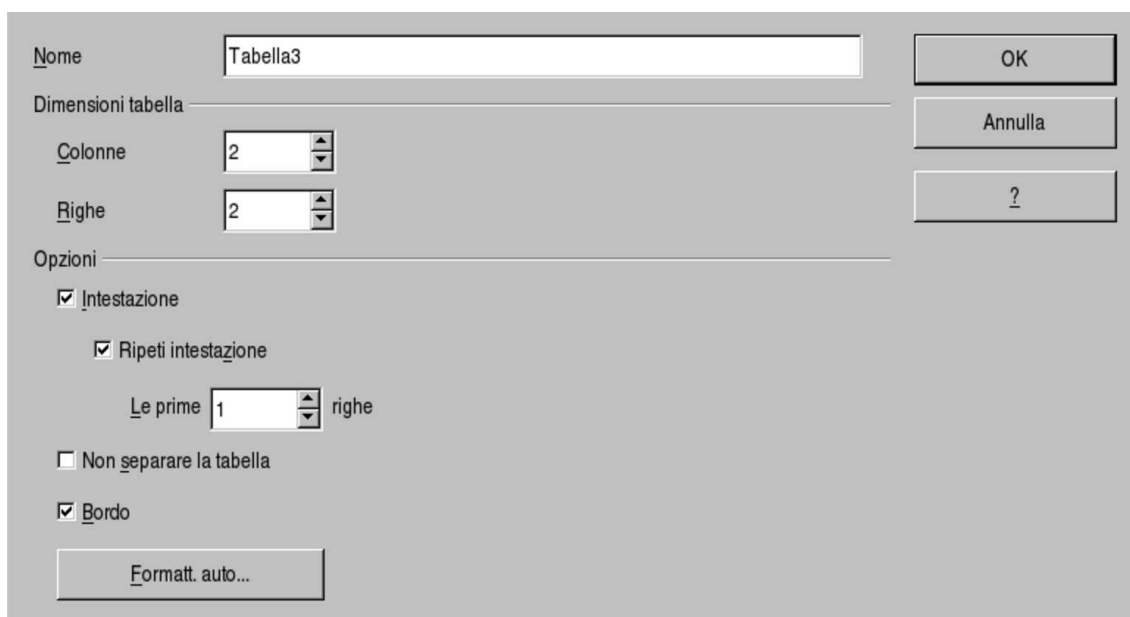 Nome Tabella3 OK
Dimensioni tabella
Annulla
Colonne 2
?
Righe 2
Opzioni
Intestazione
Ripeti intestazione
Le prime 1 righe
Non separare la tabella
Bordo
Formatt. auto...